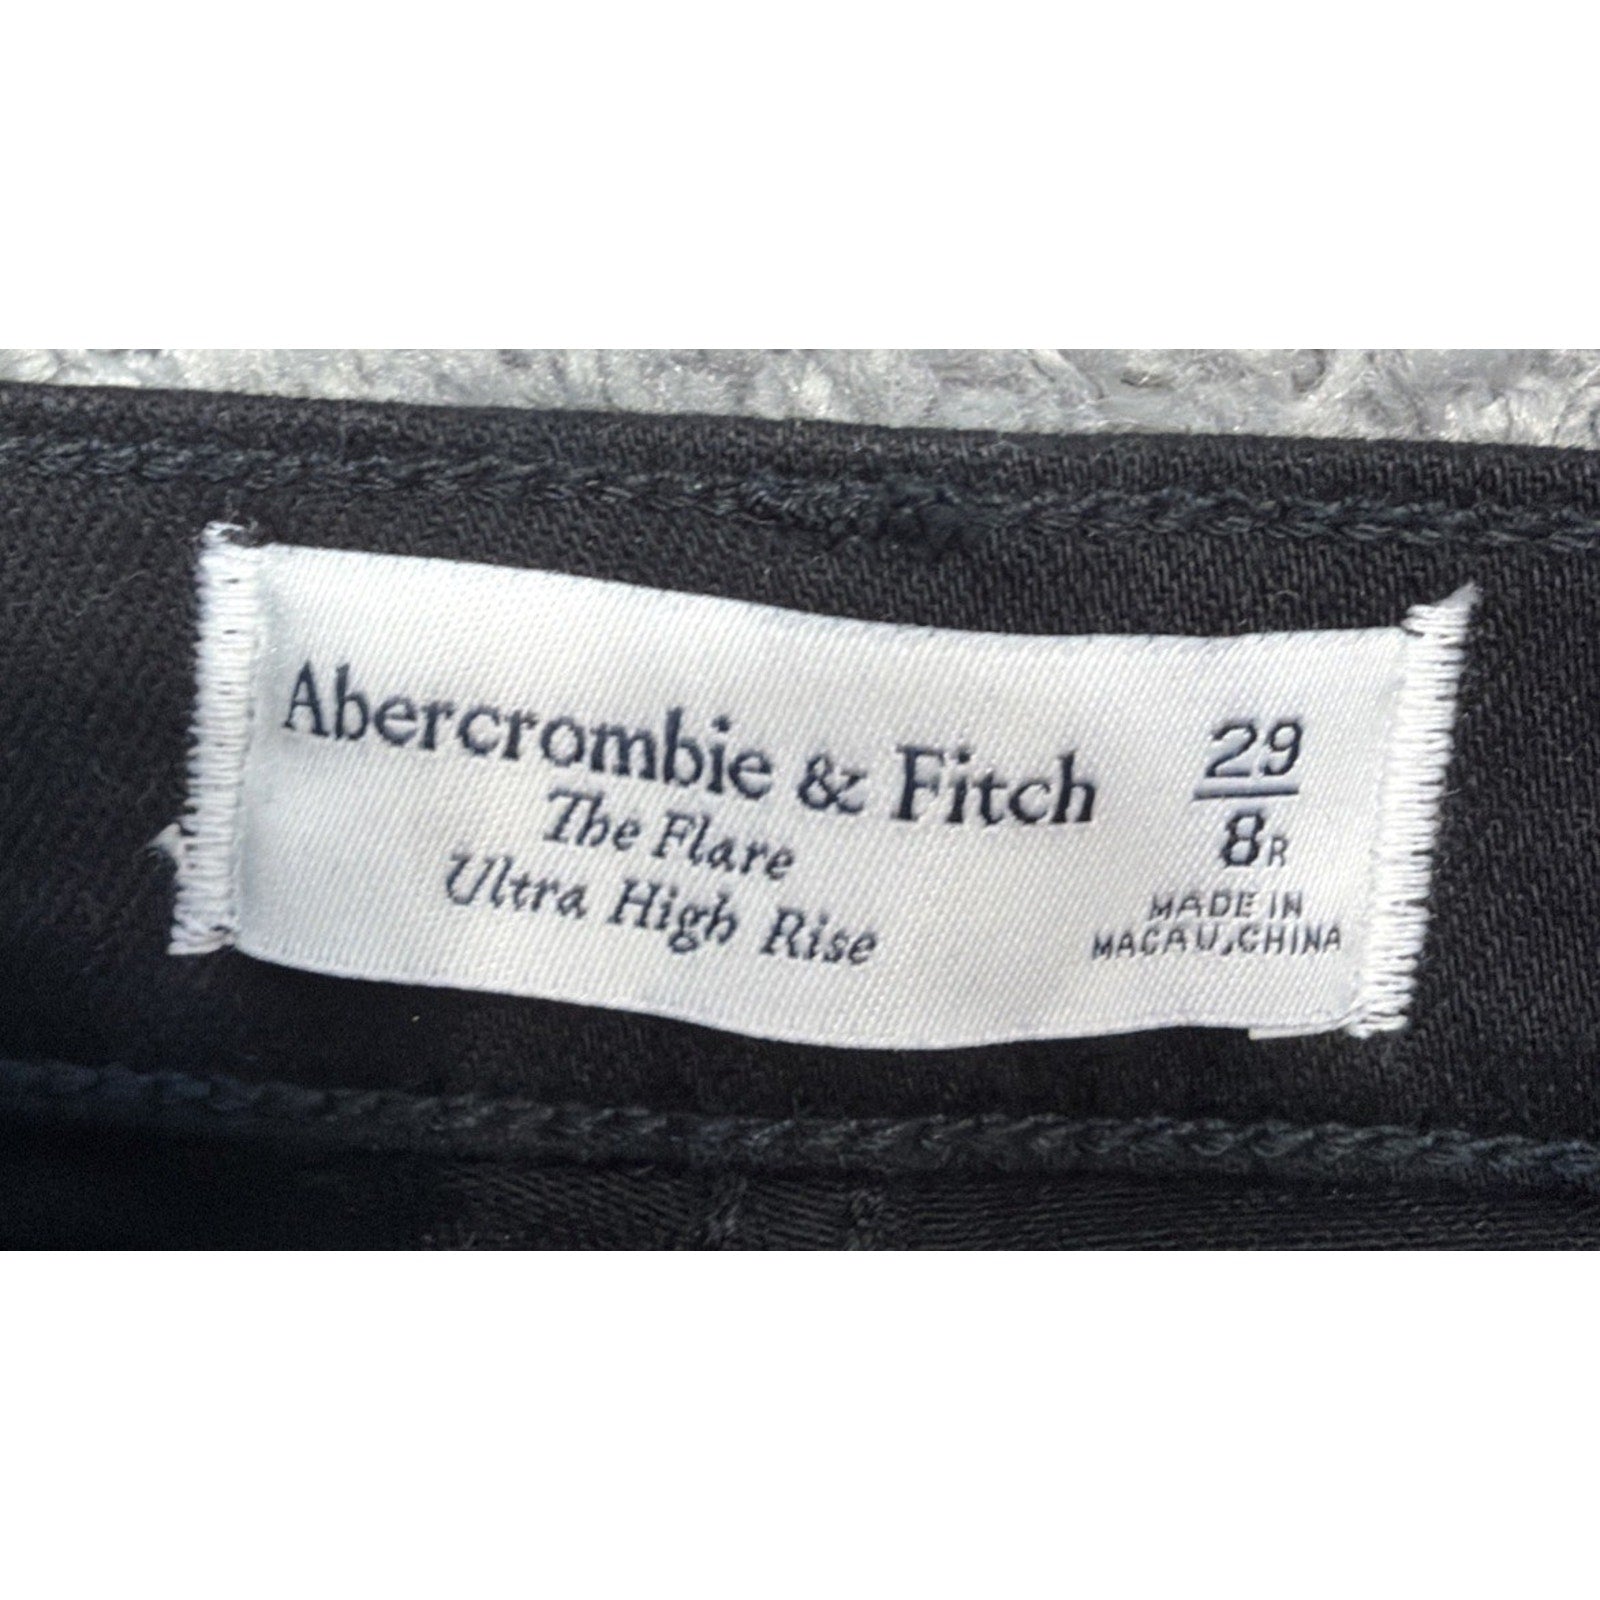 Abercrombie & Fitch
The Flare
Ultra High Rise
29
8R
MADE IN
MACAU,CHINA